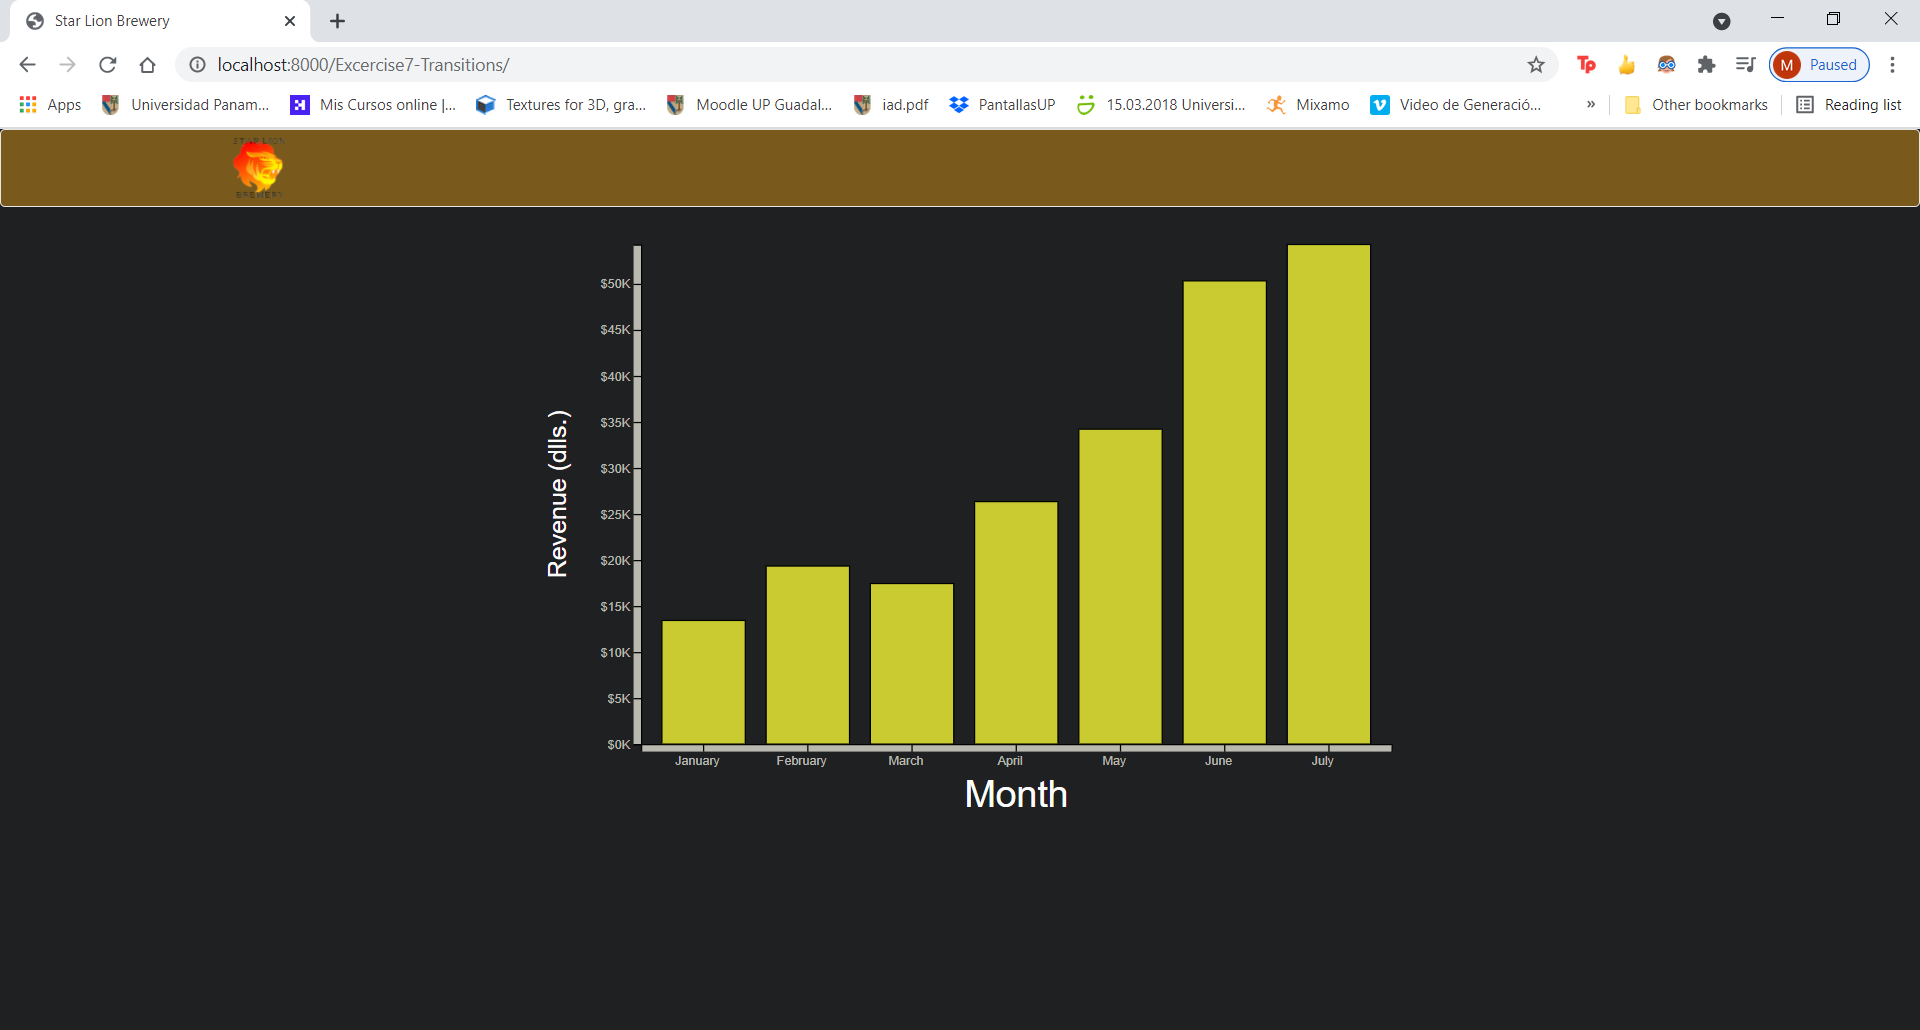 Star Lion Brewery
localhost:8000/Excercise7-Transitions/
M Paused
Apps Universidad Panam... Mis Cursos online |... Textures for 3D, gra... Moodle UP Guadal... iad.pdf PantallasUP 15.03.2018 Universi... Mixamo Video de Generació... » Other bookmarks Reading list
STAR LION
BREWERY
$50K
$45K
$40K
$35K
$30K
$25K
$20K
$15K
$10K
$5K
$0K
Revenue (dlls.)
January February March April May June July
Month